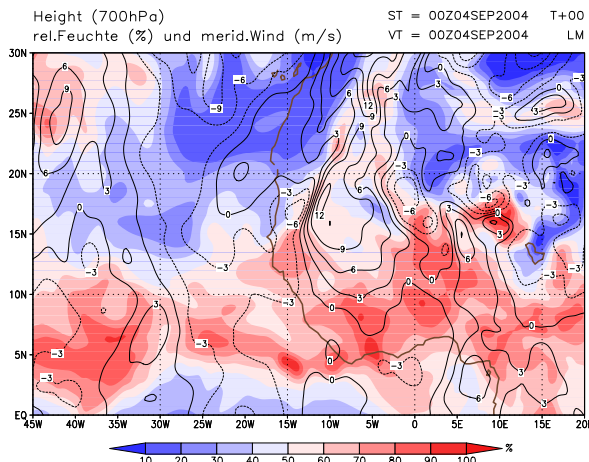 Height (700hPa) ST = 00Z04SEP2004 T+00
rel.Feuchte (%) und merid.Wind (m/s) VT = 00Z04SEP2004 LM
30N
25N
20N
15N
10N
5N
EQ
45W 40W 35W 30W 25W 20W 15W 10W 5W 0 5E 10E 15E 20E
10 20 30 40 50 60 70 80 90 100 %